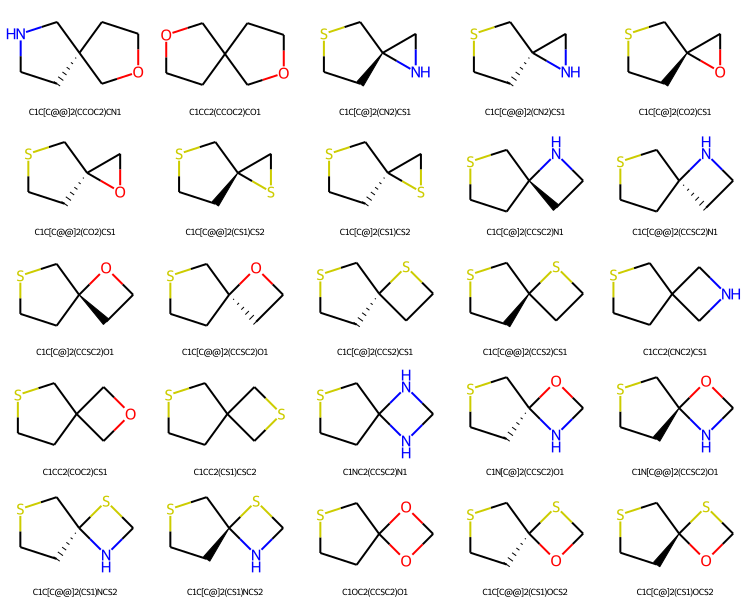 HN O
C1C[C@@]2(CCOC2)CN1
O O
C1CC2(CCOC2)CO1
S NH
C1C[C@]2(CN2)CS1
S NH
C1C[C@@]2(CN2)CS1
S O
C1C[C@]2(CO2)CS1
S O
C1C[C@@]2(CO2)CS1
S S
C1C[C@@]2(CS1)CS2
S S
C1C[C@]2(CS1)CS2
S H N
C1C[C@]2(CCSC2)N1
S H N
C1C[C@@]2(CCSC2)N1
S O
C1C[C@]2(CCSC2)O1
S O
C1C[C@@]2(CCSC2)O1
S S
C1C[C@]2(CCS2)CS1
S S
C1C[C@@]2(CCS2)CS1
S NH
C1CC2(CNC2)CS1
S O
C1CC2(COC2)CS1
S S
C1CC2(CS1)CSC2
S H N N H
C1NC2(CCSC2)N1
S O N H
C1N[C@]2(CCSC2)O1
S O N H
C1N[C@@]2(CCSC2)O1
S S N H
C1C[C@@]2(CS1)NCS2
S S N H
C1C[C@]2(CS1)NCS2
S O O
C1OC2(CCSC2)O1
S S O
C1C[C@@]2(CS1)OCS2
S S O
C1C[C@]2(CS1)OCS2